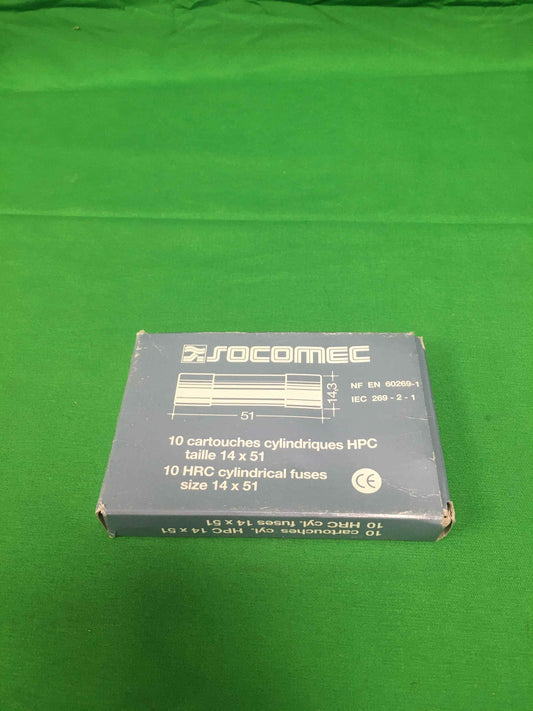 SOCOMEC
14,3
51
NF EN 60269-1
IEC 269 - 2 - 1
10 cartouches cylindriques HPC
taille 14 x 51
10 HRC cylindrical fuses
size 14 x 51
CE
10 cartouches cyl. HPC 14 x 51
10 HRC cyl. fuses 14 x 51